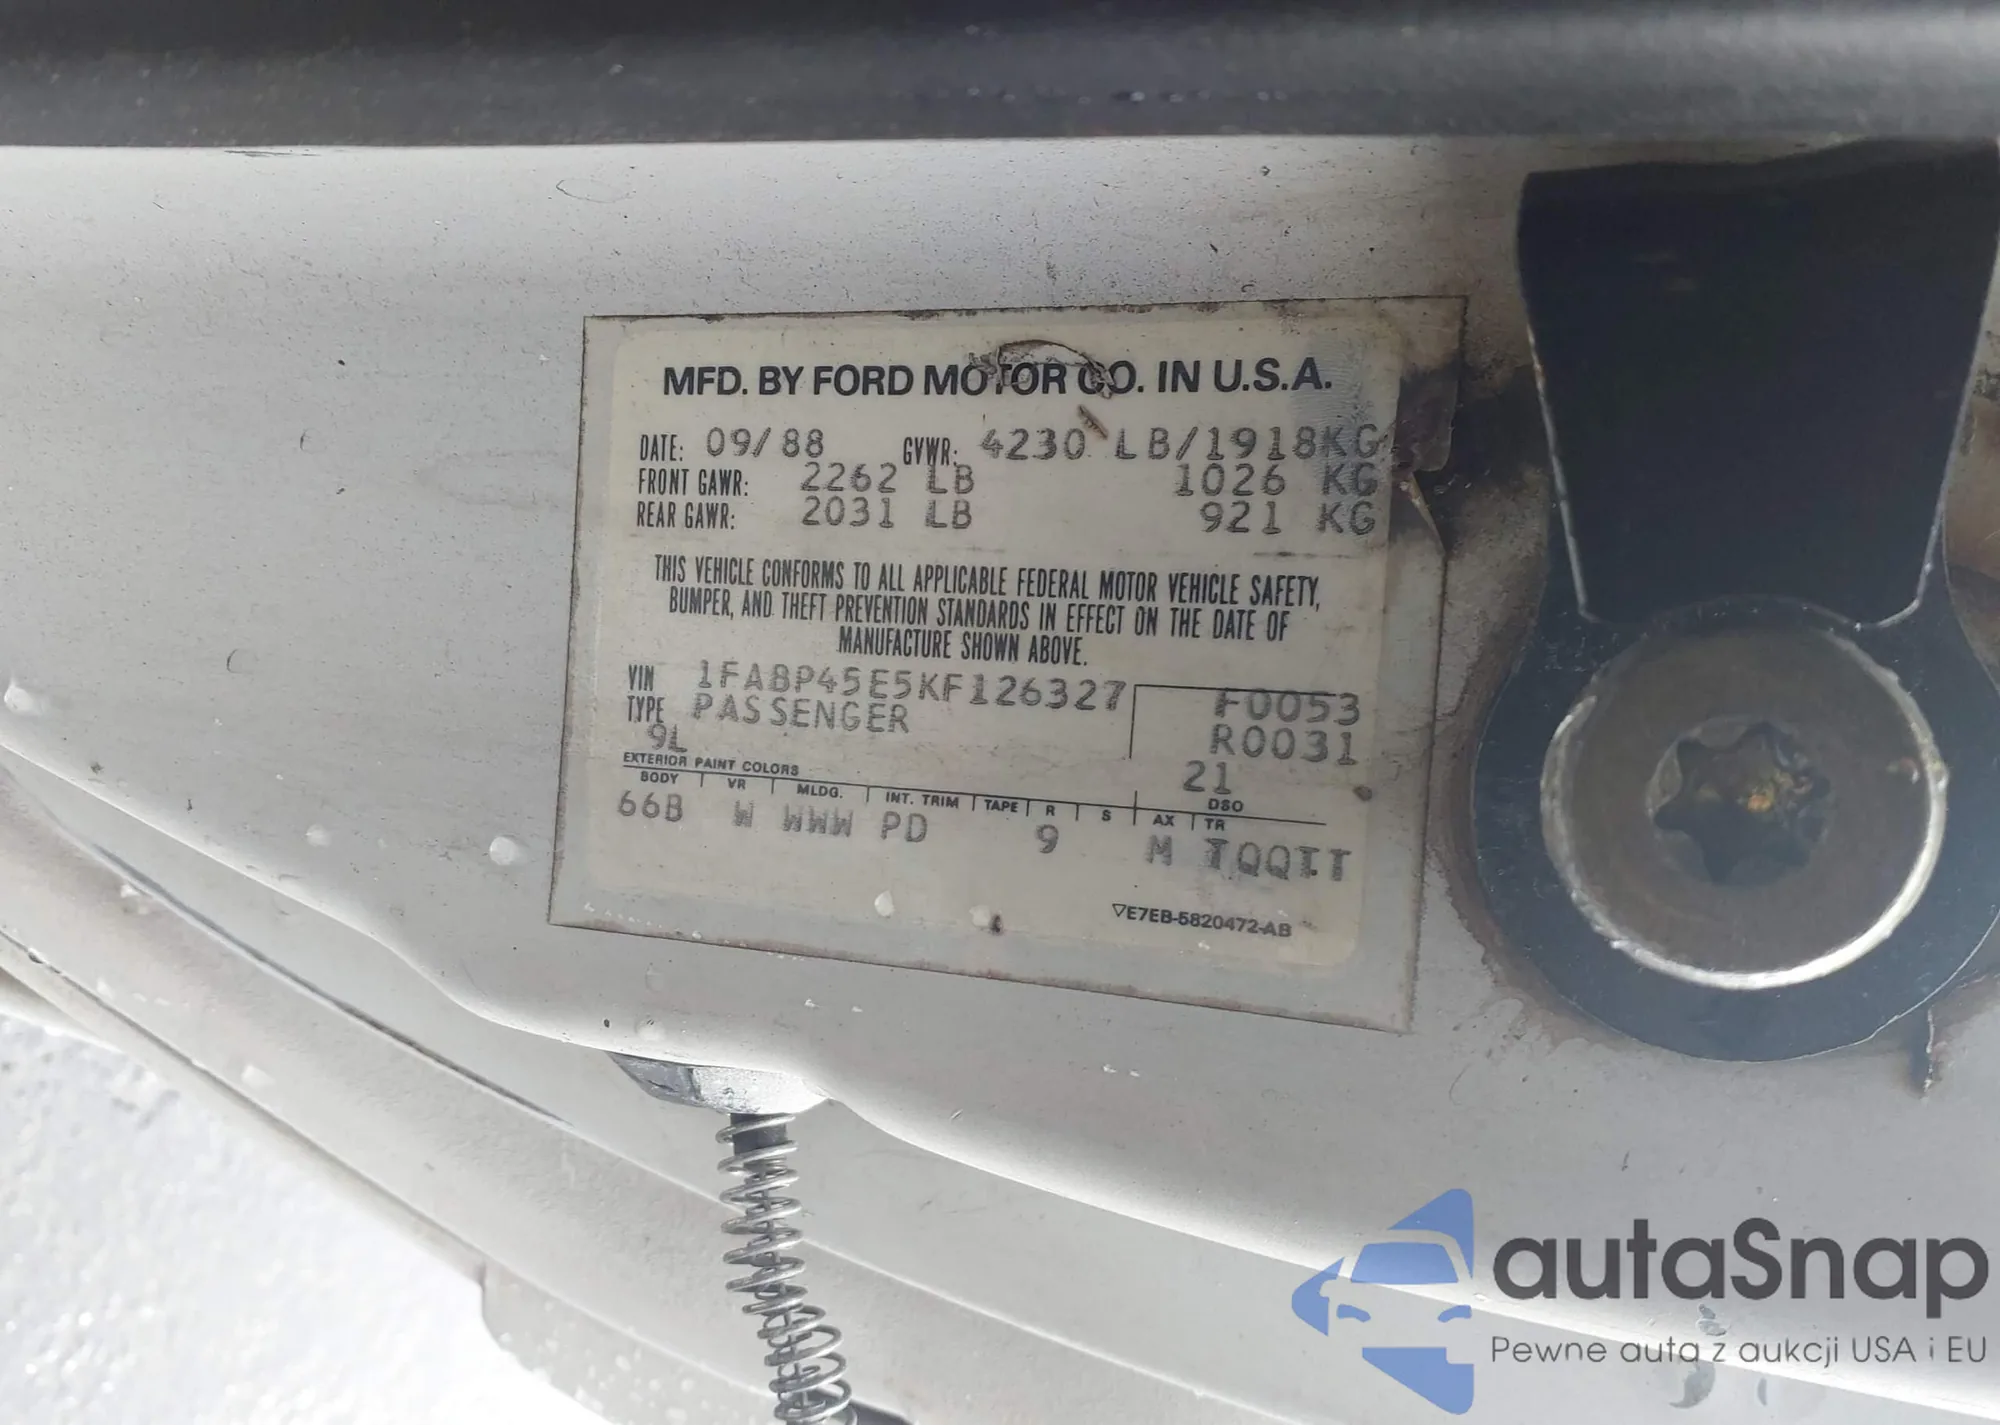 MFD. BY FORD MOTOR CO. IN U.S.A.
DATE: 09/88 GVWR: 4230 LB/1918KG
FRONT GAWR: 2262 LB 1026 KG
REAR GAWR: 2031 LB 921 KG
THIS VEHICLE CONFORMS TO ALL APPLICABLE FEDERAL MOTOR VEHICLE SAFETY,
BUMPER, AND THEFT PREVENTION STANDARDS IN EFFECT ON THE DATE OF
MANUFACTURE SHOWN ABOVE.
VIN 1FABP45E5KF126327 F0053
TYPE PASSENGER R0031
9L 21
EXTERIOR PAINT COLORS DSO
BODY VR MLDG. INT. TRIM TAPE R S AX TR
66B W WWW PD 9 M TQQTT
▽E7EB-5820472-AB
autaSnap
Pewne auta z aukcji USA i EU